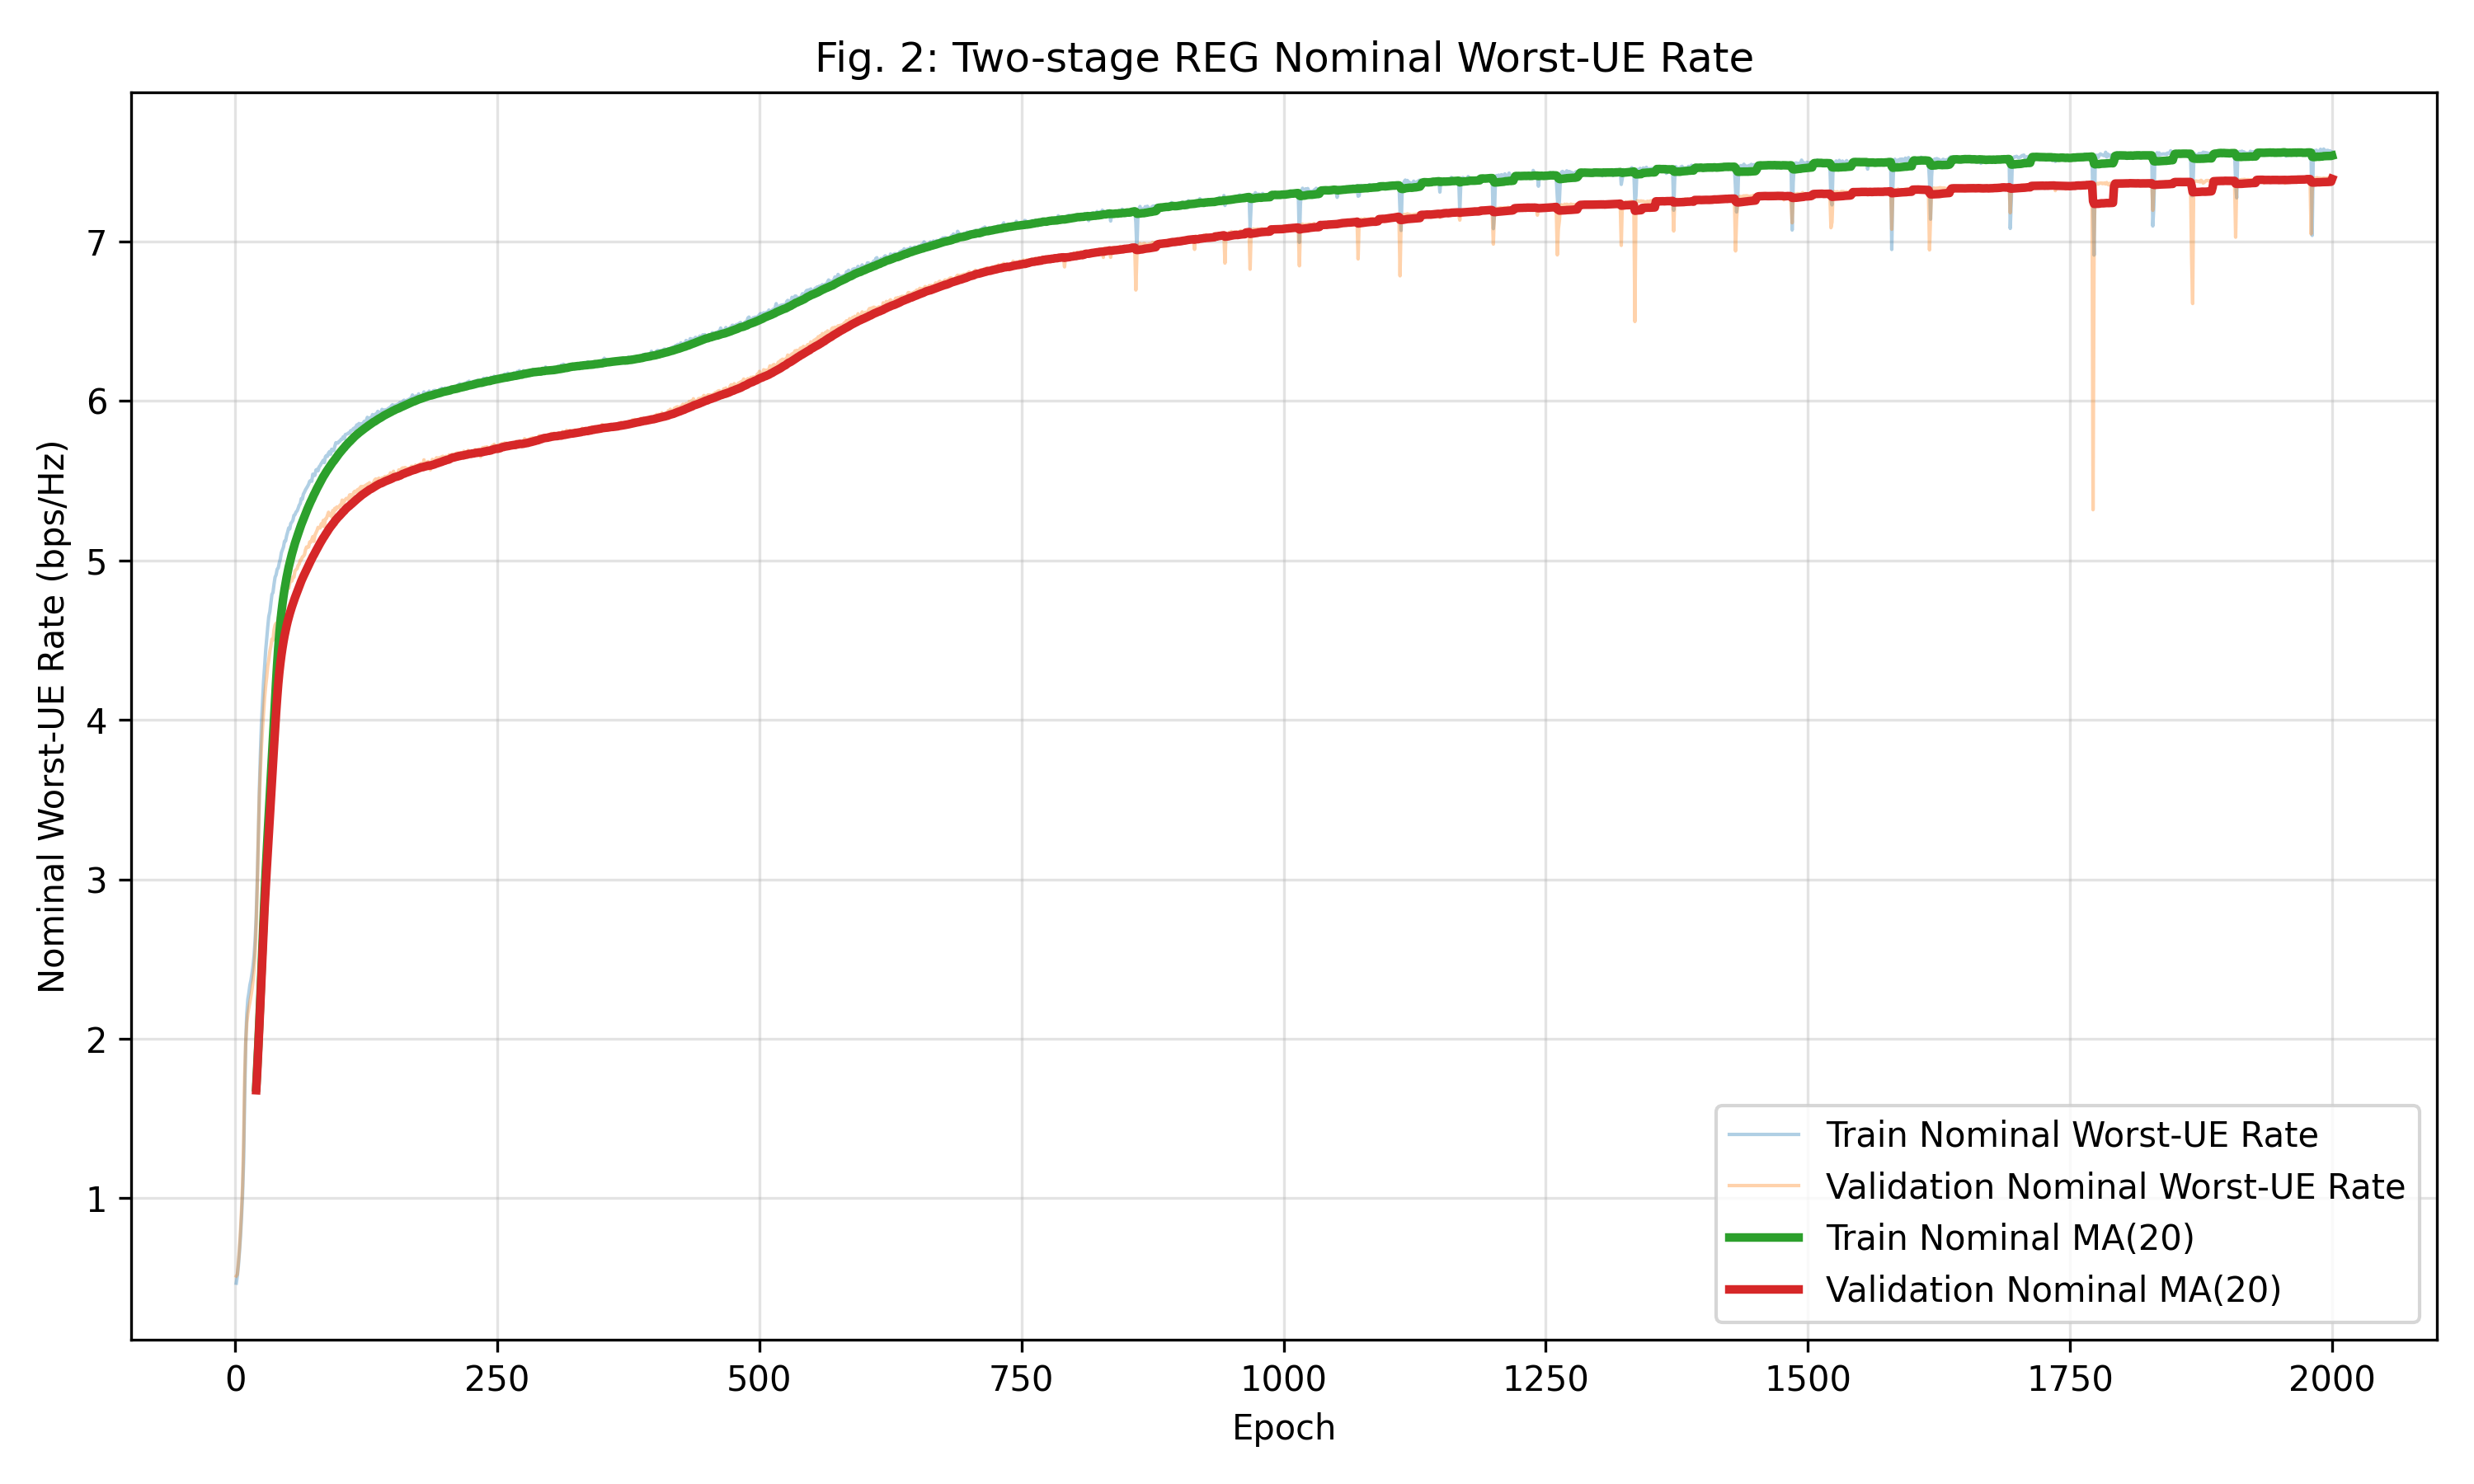 Fig. 2: Two-stage REG Nominal Worst-UE Rate
Nominal Worst-UE Rate (bps/Hz)
7
6
5
4
3
2
1
0 250 500 750 1000 1250 1500 1750 2000
Epoch
Train Nominal Worst-UE Rate
Validation Nominal Worst-UE Rate
Train Nominal MA(20)
Validation Nominal MA(20)